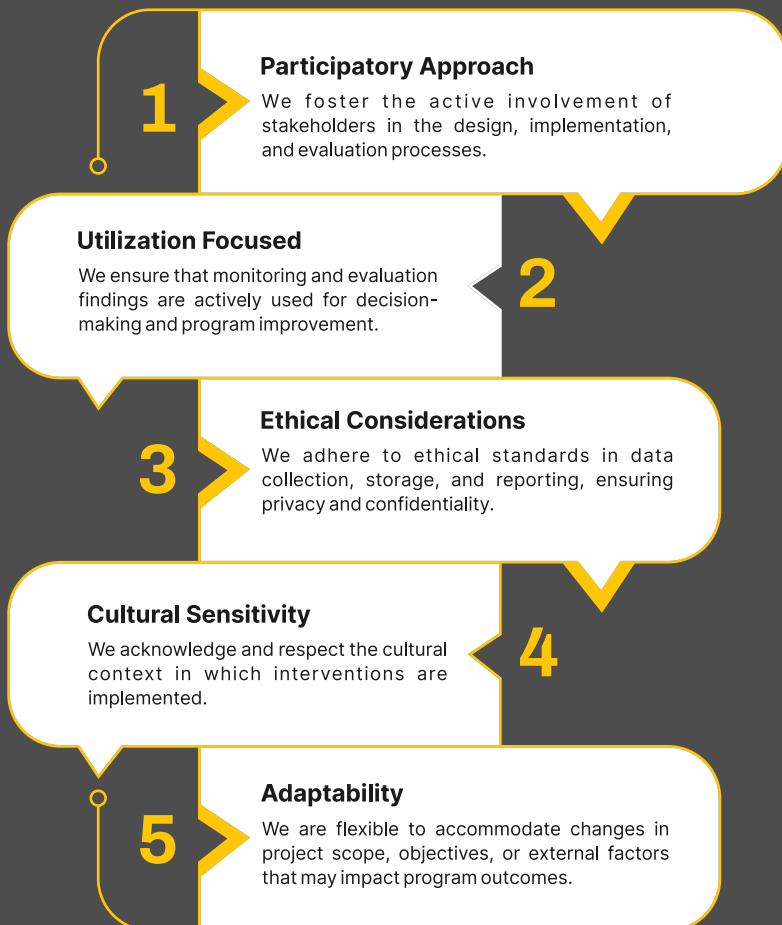 1
Participatory Approach
We foster the active involvement of
stakeholders in the design, implementation,
and evaluation processes.
Utilization Focused
We ensure that monitoring and evaluation
findings are actively used for decision-
making and program improvement.
2
3
Ethical Considerations
We adhere to ethical standards in data
collection, storage, and reporting, ensuring
privacy and confidentiality.
Cultural Sensitivity
We acknowledge and respect the cultural
context in which interventions are
implemented.
4
5
Adaptability
We are flexible to accommodate changes in
project scope, objectives, or external factors
that may impact program outcomes.